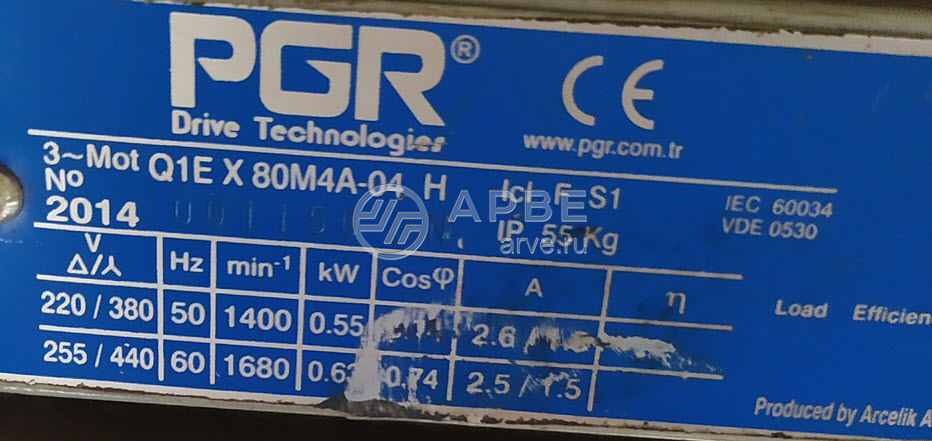 PGR®
CE
Drive Technologies
www.pgr.com.tr
3~Mot Q1E X 80M4A-04 H Icl F S1 IEC 60034
No
2014 IP 55 Kg VDE 0530
АРВЕ
arve.ru
V Hz min-1 kW Cosφ A η
Δ/⅄
220 / 380 50 1400 0.55 2.6 / Load Efficien
255 / 440 60 1680 0.74 2.5 / 1.5
Produced by Arcelik A